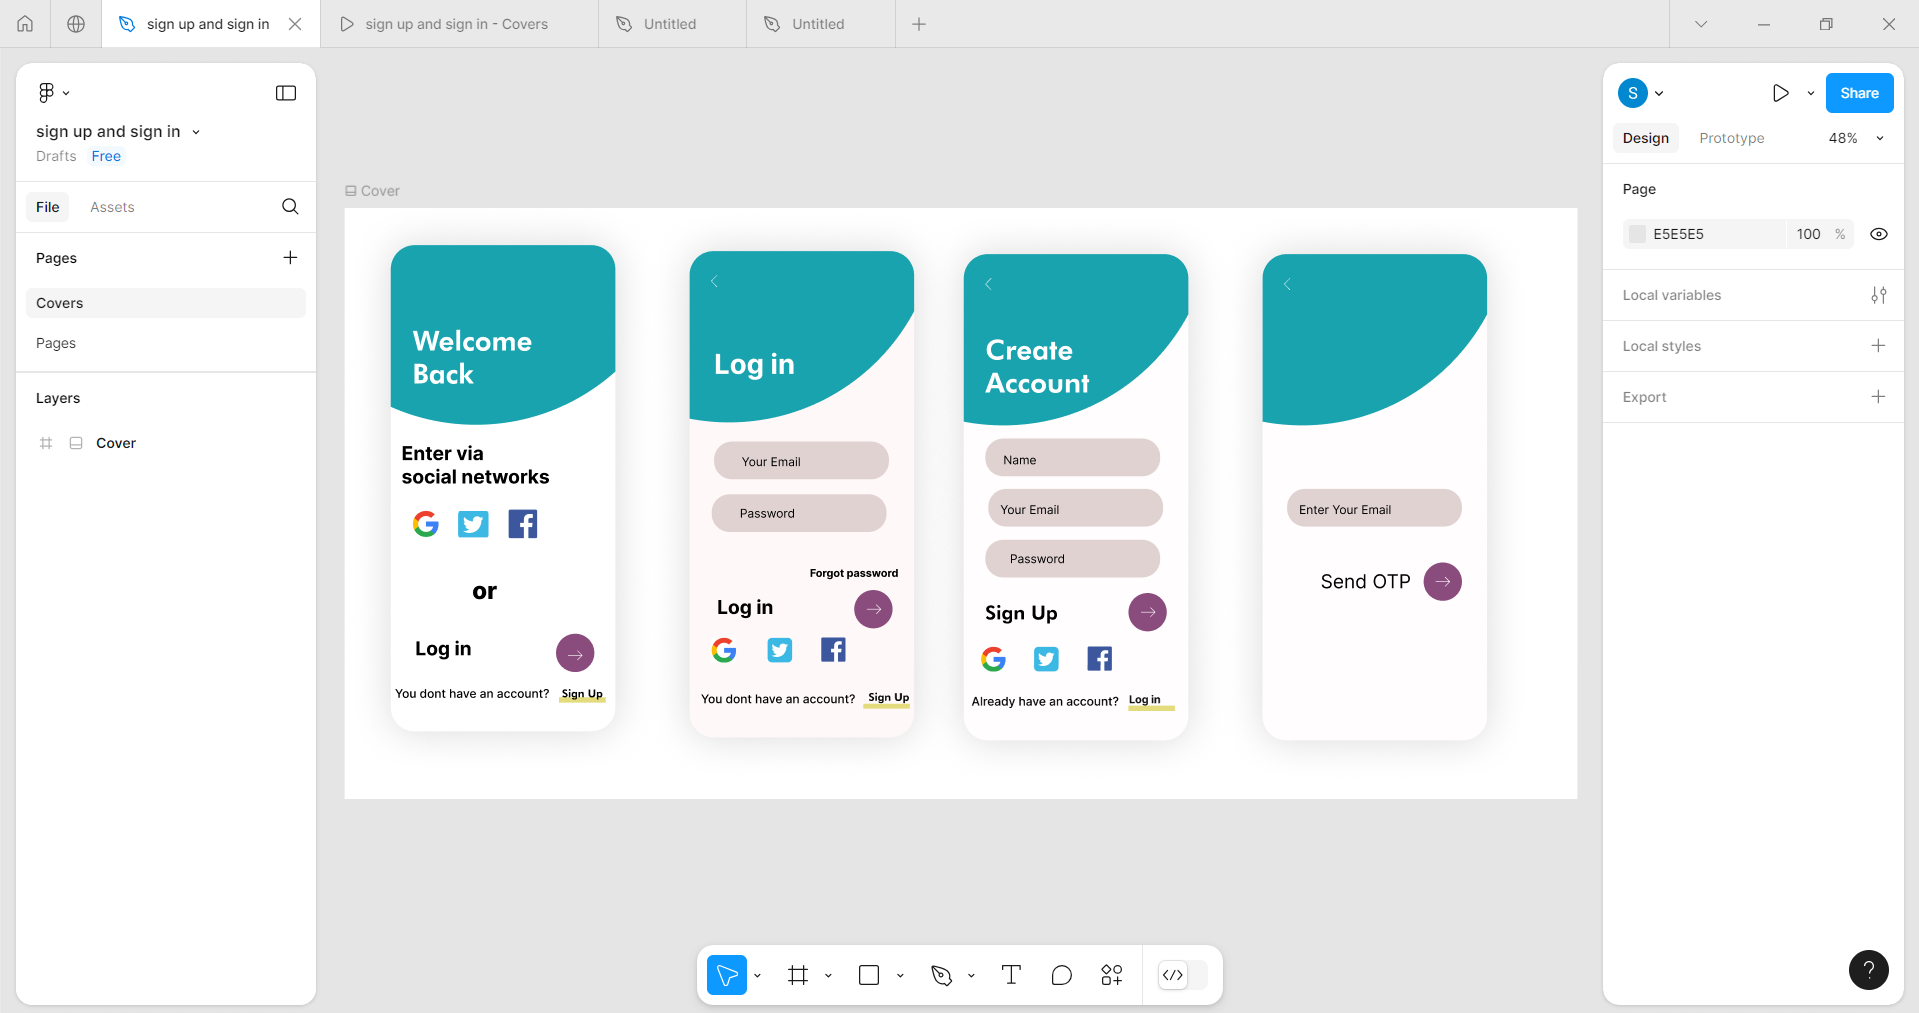 sign up and sign in
sign up and sign in - Covers
Untitled
Untitled
sign up and sign in
Drafts
Free
File
Assets
Pages
Covers
Pages
Layers
Cover
Cover
Welcome
Back
Enter via
social networks
or
Log in
You dont have an account? Sign Up
Log in
Your Email
Password
Forgot password
Log in
You dont have an account? Sign Up
Create
Account
Name
Your Email
Password
Sign Up
Already have an account? Log in
Enter Your Email
Send OTP
S
Share
Design
Prototype
48%
Page
E5E5E5
100 %
Local variables
Local styles
Export
?